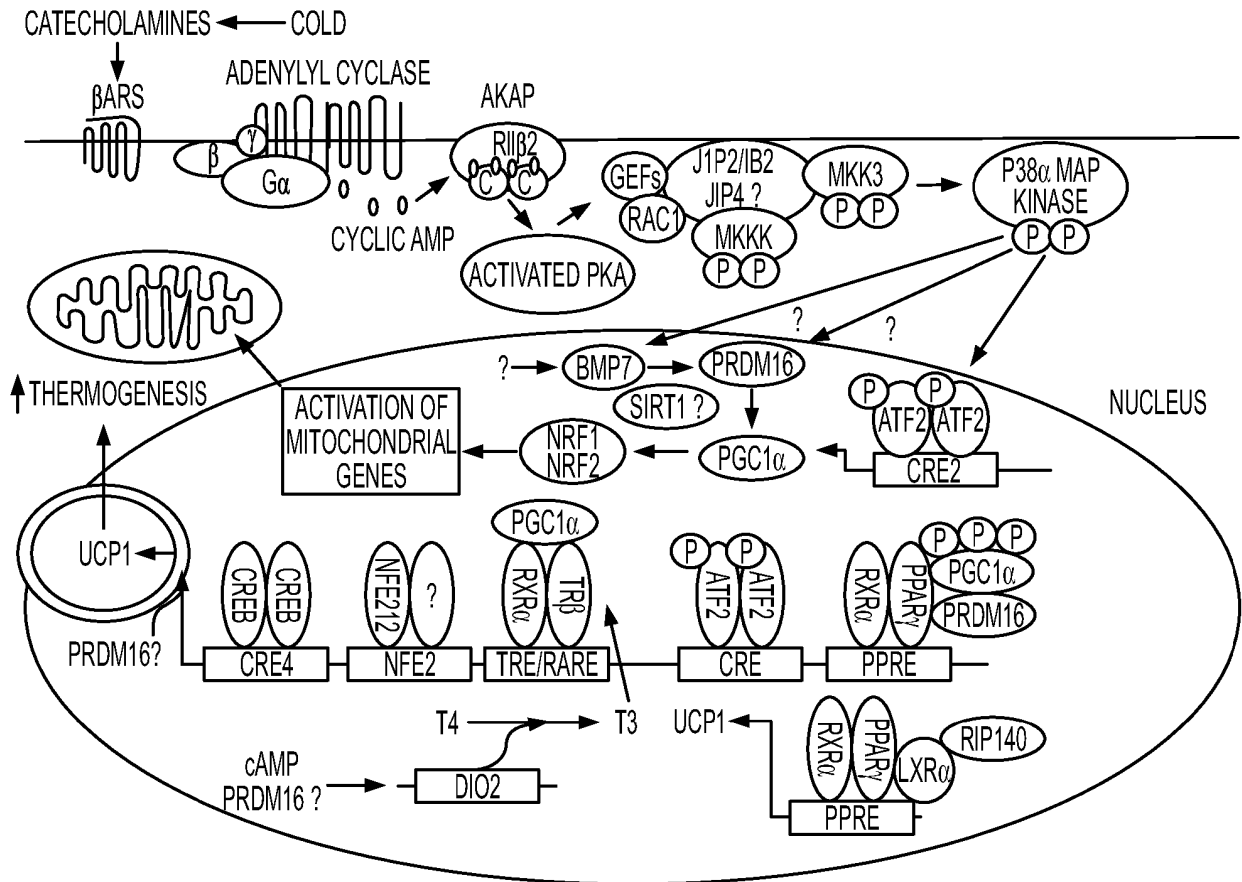 CATECHOLAMINES
COLD
βARS
ADENYLYL CYCLASE
γ
β
Gα
CYCLIC AMP
AKAP
RIIβ2
C
C
ACTIVATED PKA
GEFs
RAC1
J1P2/IB2
JIP4 ?
MKKK
P
P
MKK3
P
P
P38α MAP
KINASE
P
P
?
?
?
BMP7
PRDM16
SIRT1 ?
P
P
ATF2
ATF2
CRE2
NUCLEUS
THERMOGENESIS
ACTIVATION OF
MITOCHONDRIAL
GENES
NRF1
NRF2
PGC1α
UCP1
PRDM16?
CREB
CREB
CRE4
NFE212
?
NFE2
PGC1α
RXRα
TRβ
TRE/RARE
P
P
ATF2
ATF2
CRE
RXRα
PPARγ
P
P
P
PGC1α
PRDM16
PPRE
T4
T3
cAMP
PRDM16 ?
DIO2
UCP1
RXRα
PPARγ
LXRα
RIP140
PPRE